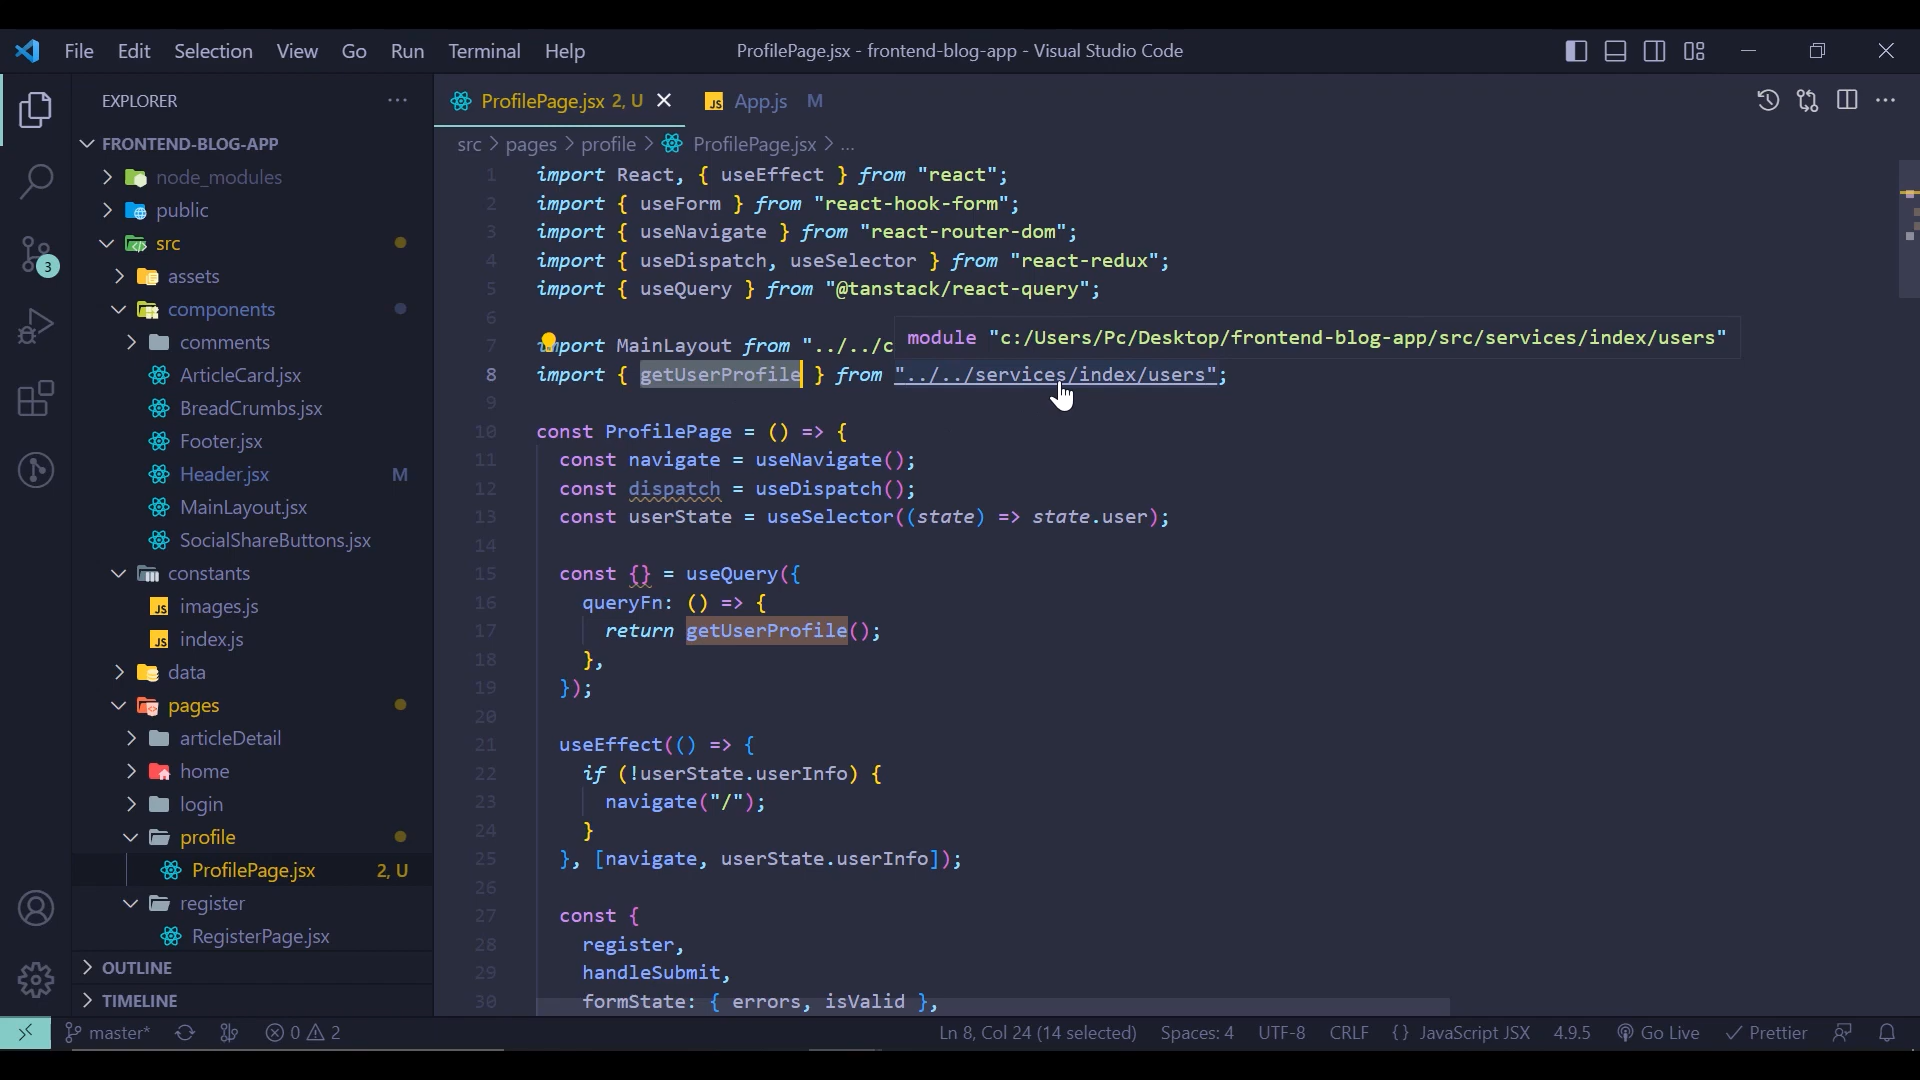 File Edit Selection View Go Run Terminal Help
ProfilePage.jsx - frontend-blog-app - Visual Studio Code
EXPLORER
FRONTEND-BLOG-APP
node_modules
public
src
assets
components
comments
ArticleCard.jsx
BreadCrumbs.jsx
Footer.jsx
Header.jsx M
MainLayout.jsx
SocialShareButtons.jsx
constants
JS images.js
JS index.js
data
pages
articleDetail
home
login
profile
ProfilePage.jsx 2, U
register
RegisterPage.jsx
OUTLINE
TIMELINE
3
ProfilePage.jsx 2, U
JS App.js M
src > pages > profile > ProfilePage.jsx > ...
1 import React, { useEffect } from "react";
2 import { useForm } from "react-hook-form";
3 import { useNavigate } from "react-router-dom";
4 import { useDispatch, useSelector } from "react-redux";
5 import { useQuery } from "@tanstack/react-query";
6
module "c:/Users/Pc/Desktop/frontend-blog-app/src/services/index/users"
7 import MainLayout from "../../c
8 import { getUserProfile } from "../../services/index/users";
9
10 const ProfilePage = () => {
11 const navigate = useNavigate();
12 const dispatch = useDispatch();
13 const userState = useSelector((state) => state.user);
14
15 const {} = useQuery({
16 queryFn: () => {
17 return getUserProfile();
18 },
19 });
20
21 useEffect(() => {
22 if (!userState.userInfo) {
23 navigate("/");
24 }
25 }, [navigate, userState.userInfo]);
26
27 const {
28 register,
29 handleSubmit,
30 formState: { errors, isValid },
master* 0 2
Ln 8, Col 24 (14 selected) Spaces: 4 UTF-8 CRLF {} JavaScript JSX 4.9.5 Go Live Prettier